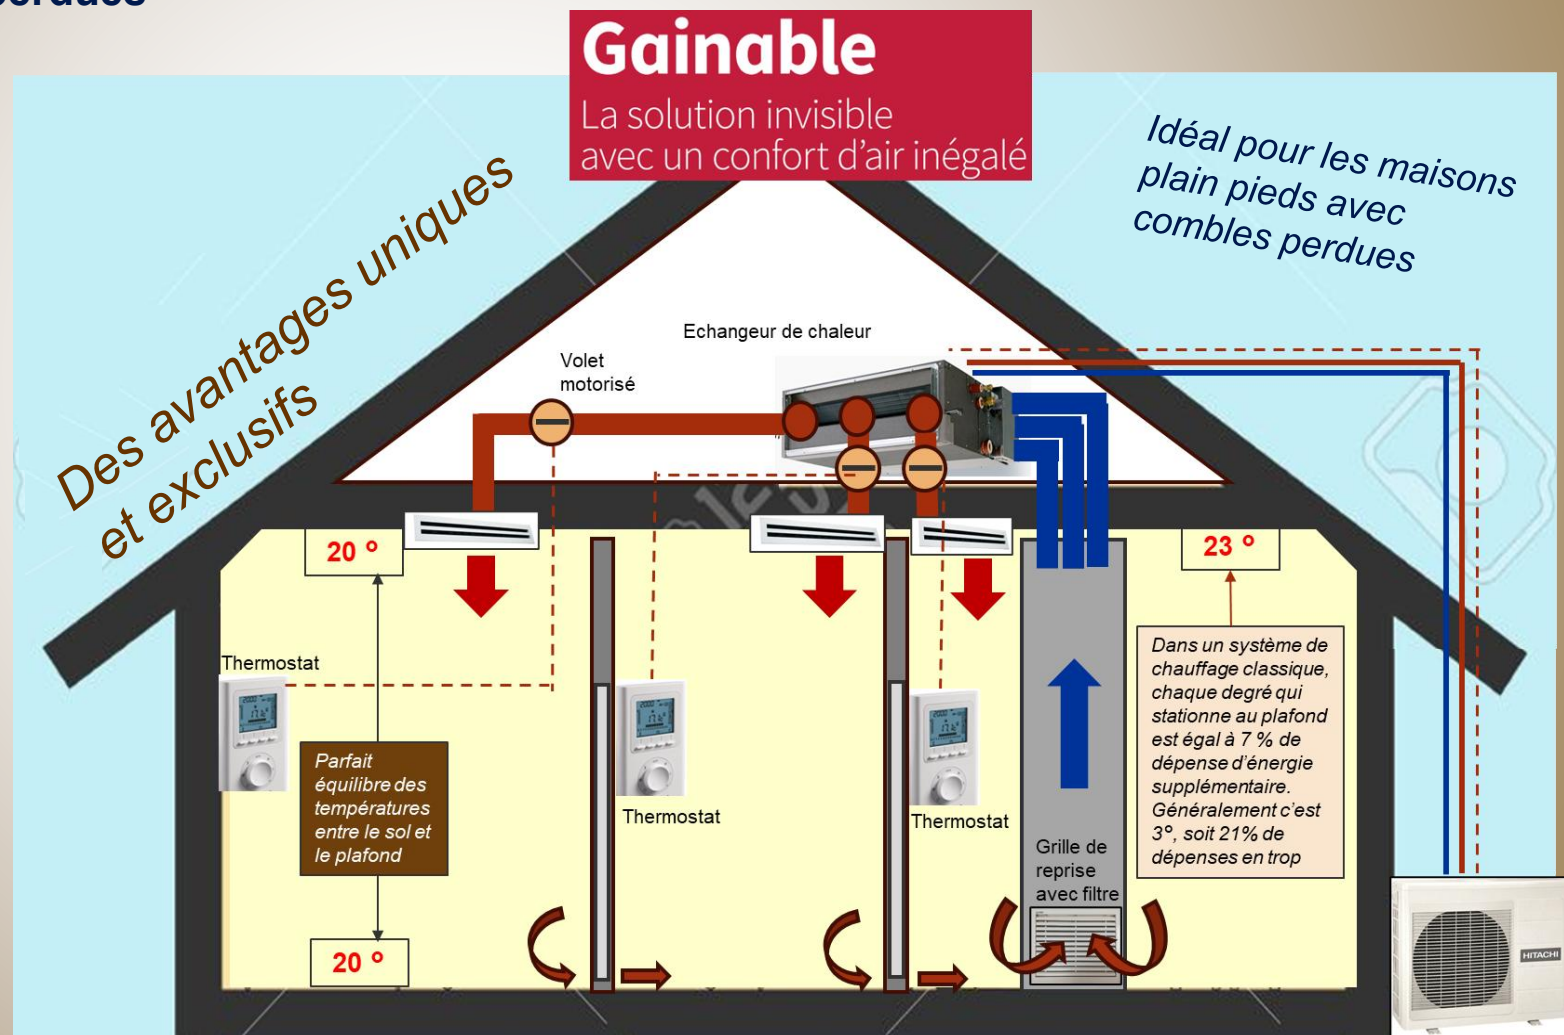 Gainable
La solution invisible
avec un confort d'air inégalé
Idéal pour les maisons
plain pieds avec
combles perdues
Des avantages uniques
et exclusifs
Echangeur de chaleur
Volet
motorisé
20 °
23 °
Thermostat
Parfait
équilibre des
températures
entre le sol et
le plafond
Thermostat
Thermostat
Dans un système de
chauffage classique,
chaque degré qui
stationne au plafond
est égal à 7 % de
dépense d'énergie
supplémentaire.
Généralement c'est
3°, soit 21% de
dépenses en trop
Grille de
reprise
avec filtre
20 °
HITACHI